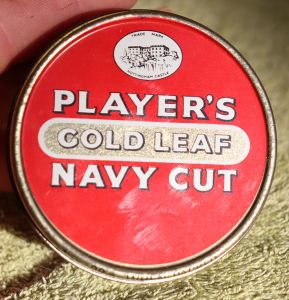 TRADE MARK
NOTTINGHAM CASTLE
PLAYER'S
GOLD LEAF
NAVY CUT